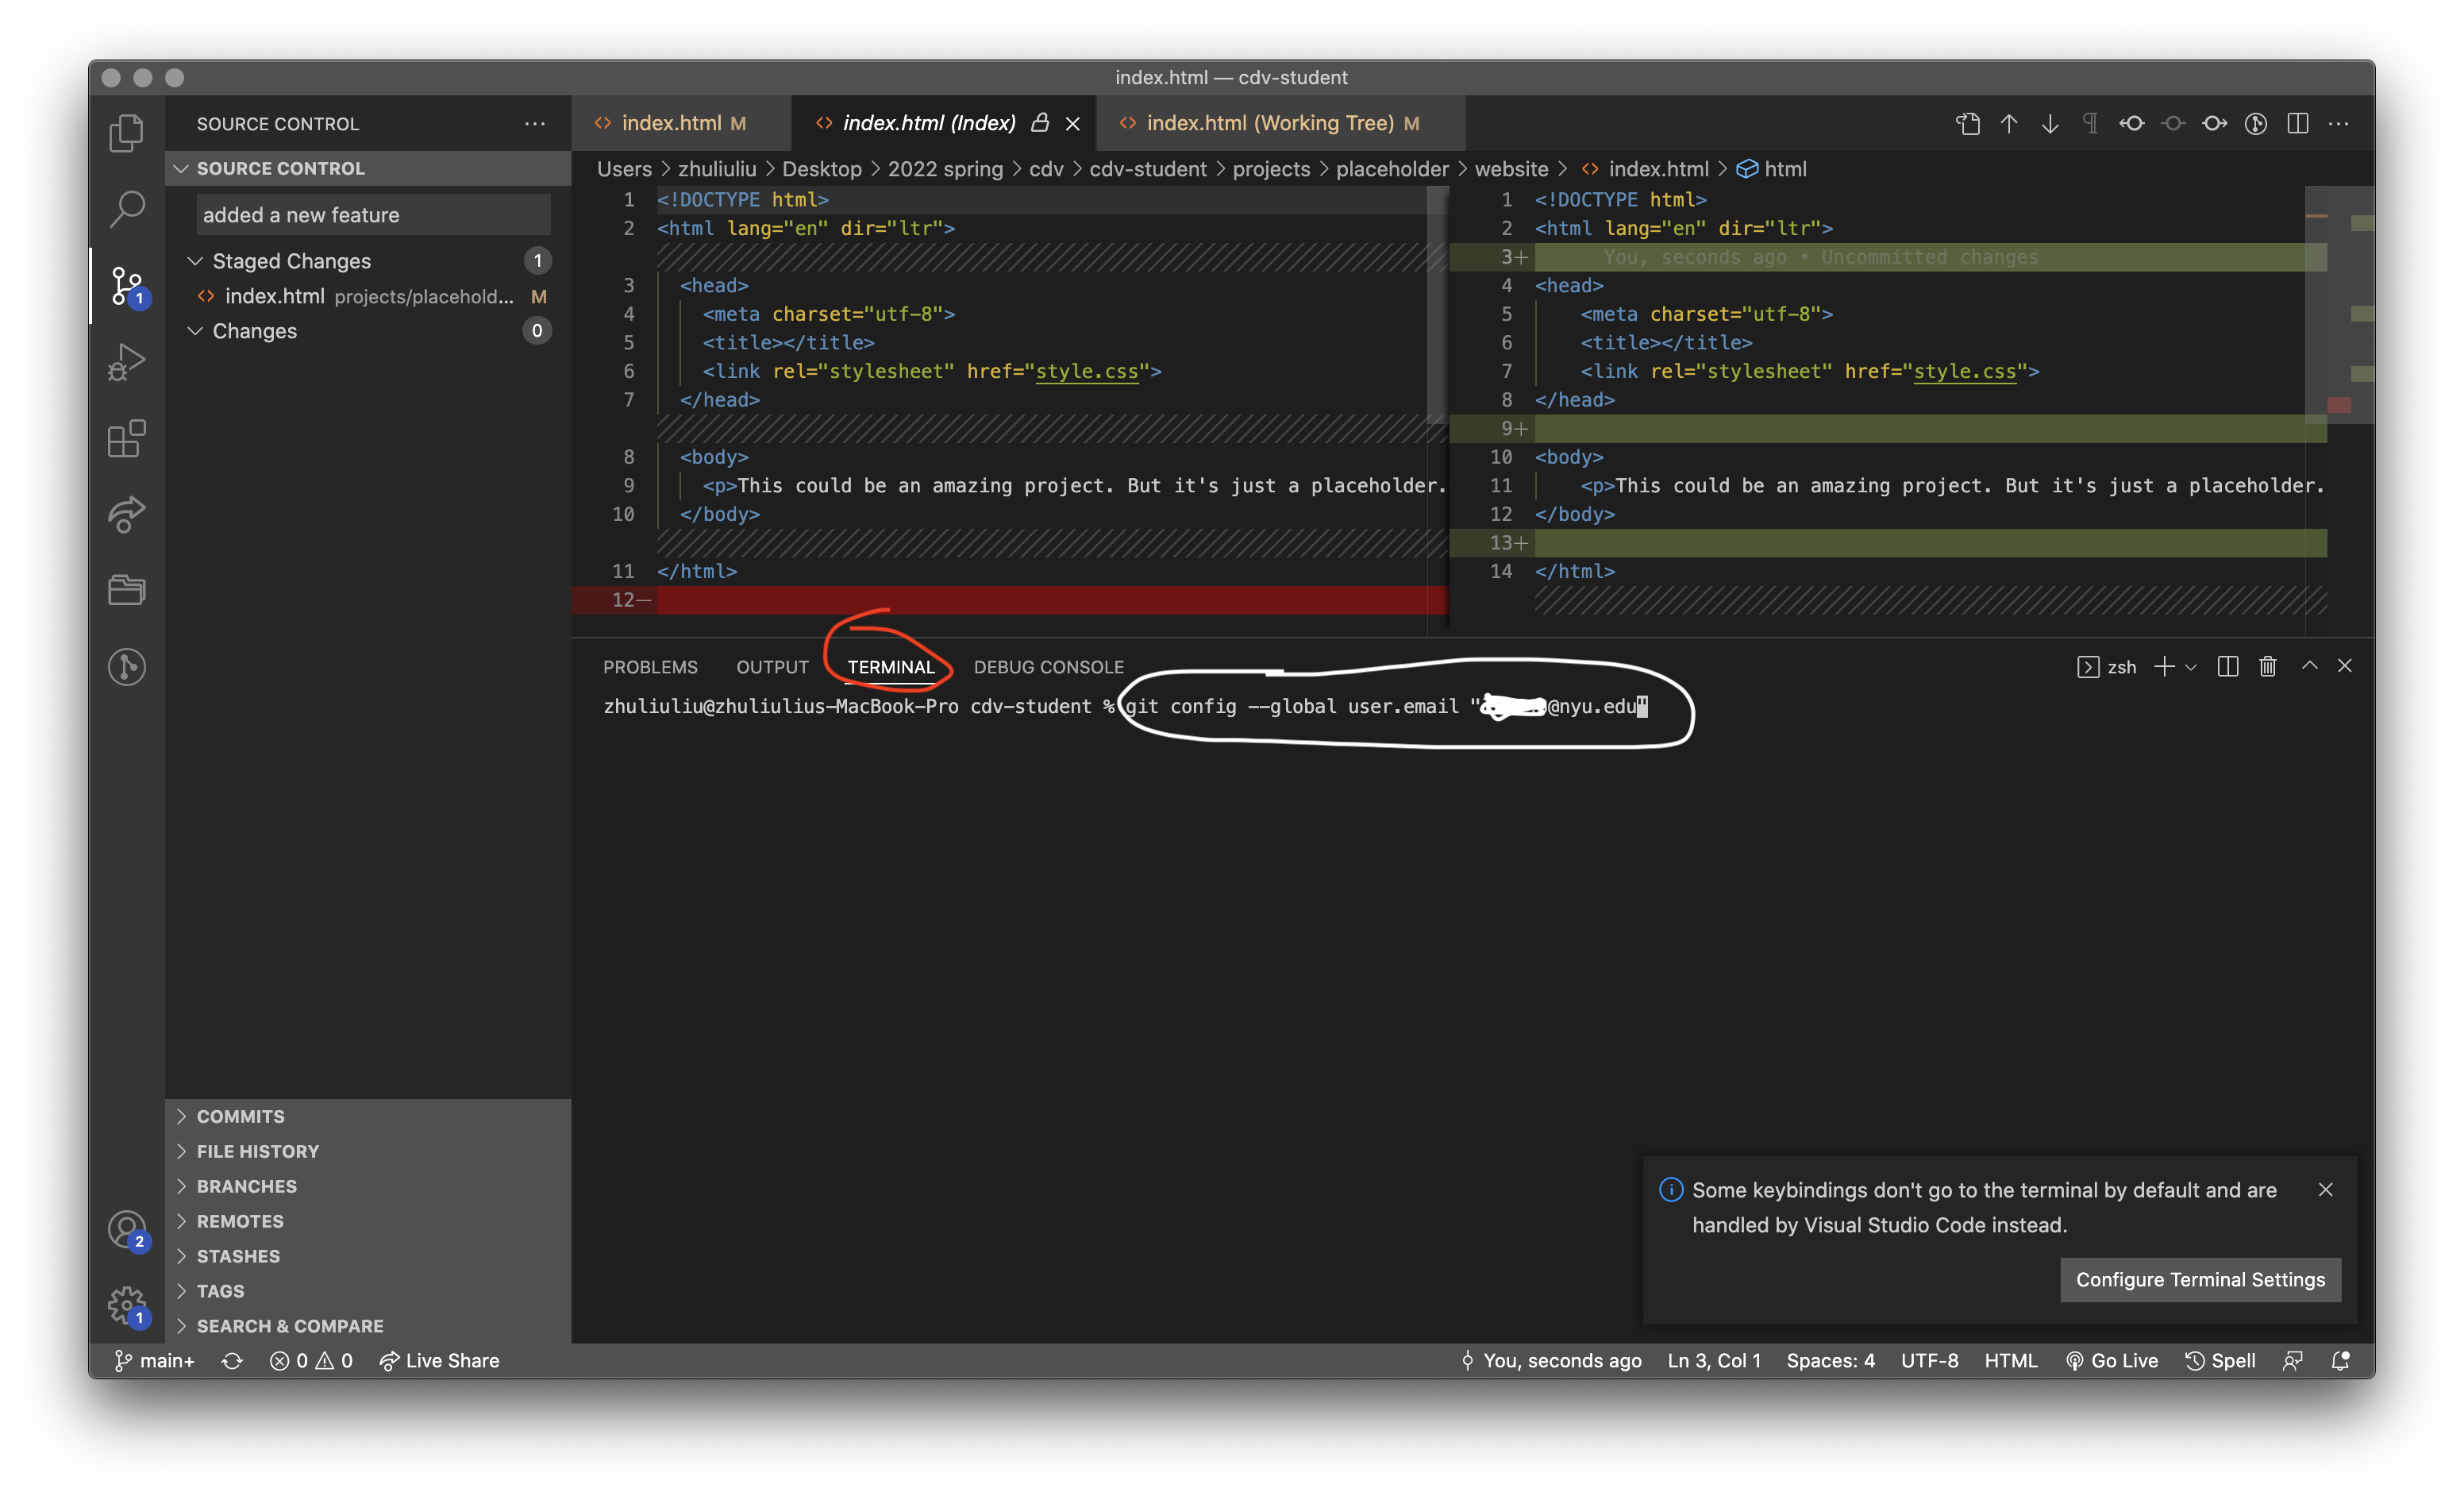 index.html — cdv-student
SOURCE CONTROL
SOURCE CONTROL
added a new feature
Staged Changes 1
index.html projects/placehold... M
Changes 0
COMMITS
FILE HISTORY
BRANCHES
REMOTES
STASHES
TAGS
SEARCH & COMPARE
1
2
1
index.html M
index.html (Index)
index.html (Working Tree) M
Users > zhuliuliu > Desktop > 2022 spring > cdv > cdv-student > projects > placeholder > website > index.html > html
1 <!DOCTYPE html>
2 <html lang="en" dir="ltr">
3 <head>
4 <meta charset="utf-8">
5 <title></title>
6 <link rel="stylesheet" href="style.css">
7 </head>
8 <body>
9 <p>This could be an amazing project. But it's just a placeholder.
10 </body>
11 </html>
12—
1 <!DOCTYPE html>
2 <html lang="en" dir="ltr">
3+ You, seconds ago • Uncommitted changes
4 <head>
5 <meta charset="utf-8">
6 <title></title>
7 <link rel="stylesheet" href="style.css">
8 </head>
9+
10 <body>
11 <p>This could be an amazing project. But it's just a placeholder.
12 </body>
13+
14 </html>
PROBLEMS OUTPUT TERMINAL DEBUG CONSOLE
zsh
zhuliuliu@zhuliulius-MacBook-Pro cdv-student % git config --global user.email "@nyu.edu"
Some keybindings don't go to the terminal by default and are
handled by Visual Studio Code instead.
Configure Terminal Settings
main+ 0 0 Live Share You, seconds ago Ln 3, Col 1 Spaces: 4 UTF-8 HTML Go Live Spell